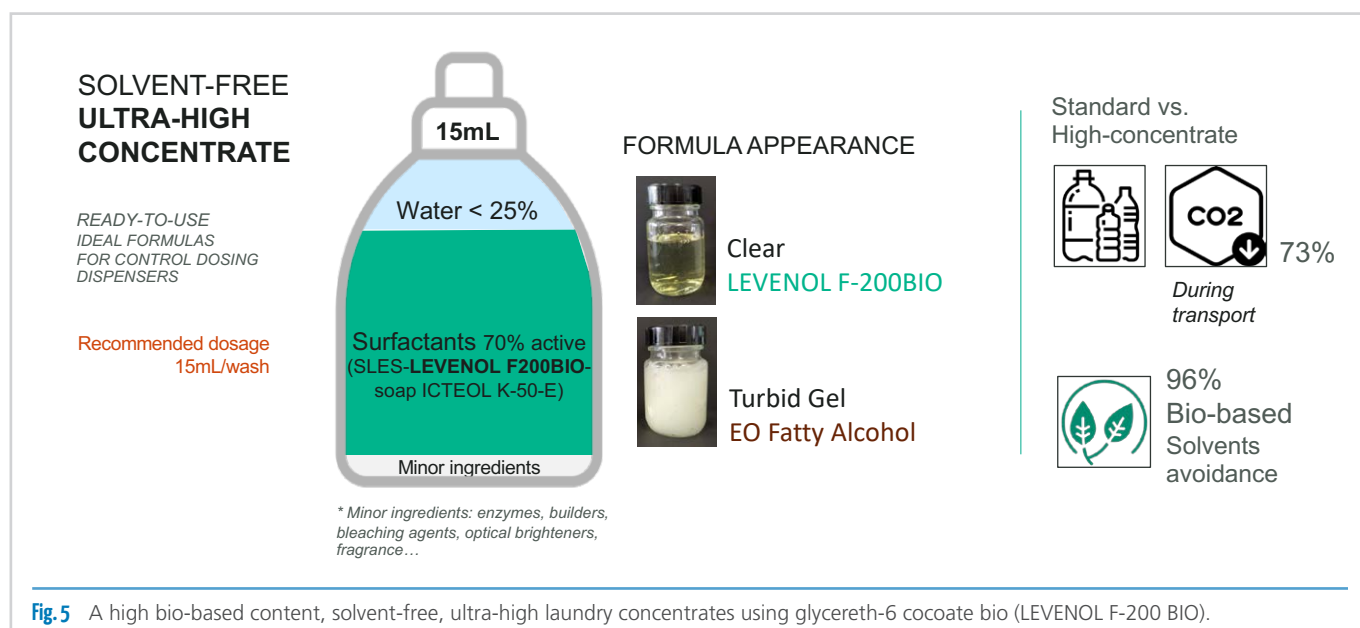 SOLVENT-FREE
ULTRA-HIGH
CONCENTRATE
READY-TO-USE
IDEAL FORMULAS
FOR CONTROL DOSING
DISPENSERS
Recommended dosage
15mL/wash
15mL
Water < 25%
Surfactants 70% active
(SLES-LEVENOL F200BIO-
soap ICTEOL K-50-E)
Minor ingredients
* Minor ingredients: enzymes, builders,
bleaching agents, optical brighteners,
fragrance…
FORMULA APPEARANCE
Clear
LEVENOL F-200BIO
Turbid Gel
EO Fatty Alcohol
Standard vs.
High-concentrate
CO2
73%
During
transport
96%
Bio-based
Solvents
avoidance
Fig. 5 A high bio-based content, solvent-free, ultra-high laundry concentrates using glycereth-6 cocoate bio (LEVENOL F-200 BIO).